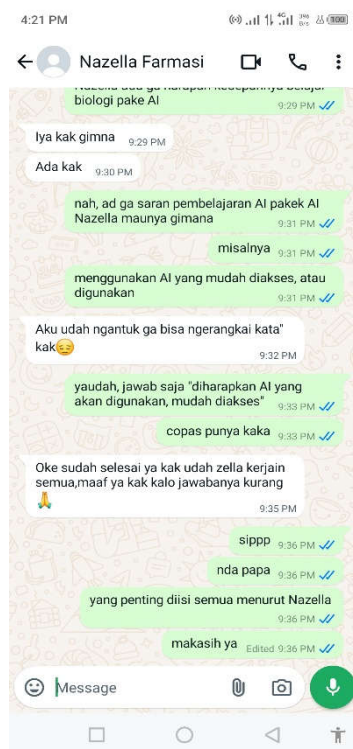 4:21 PM
4G
100
Nazella Farmasi
biologi pake AI
9:29 PM
Iya kak gimna 9:29 PM
Ada kak 9:30 PM
nah, ad ga saran pembelajaran AI pakek AI
Nazella maunya gimana
9:31 PM
misalnya 9:31 PM
menggunakan AI yang mudah diakses, atau
digunakan
9:31 PM
Aku udah ngantuk ga bisa ngerangkai kata"
kak😔
9:32 PM
yaudah, jawab saja "diharapkan AI yang
akan digunakan, mudah diakses" 9:33 PM
copas punya kaka 9:33 PM
Oke sudah selesai ya kak udah zella kerjain
semua,maaf ya kak kalo jawabanya kurang
🙏
9:35 PM
sippp 9:36 PM
nda papa 9:36 PM
yang penting diisi semua menurut Nazella
9:36 PM
makasih ya Edited 9:36 PM
Message